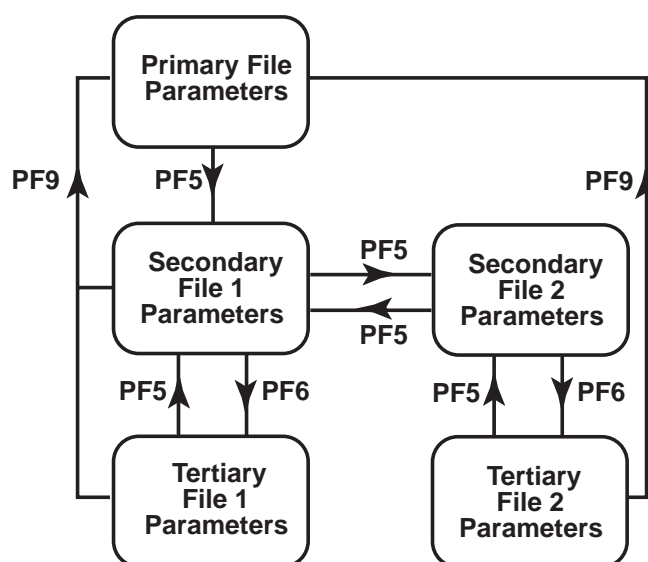 Primary File
Parameters
PF9
PF5
PF9
Secondary
File 1
Parameters
PF5
PF5
Secondary
File 2
Parameters
PF5
PF6
PF5
PF6
Tertiary
File 1
Parameters
Tertiary
File 2
Parameters